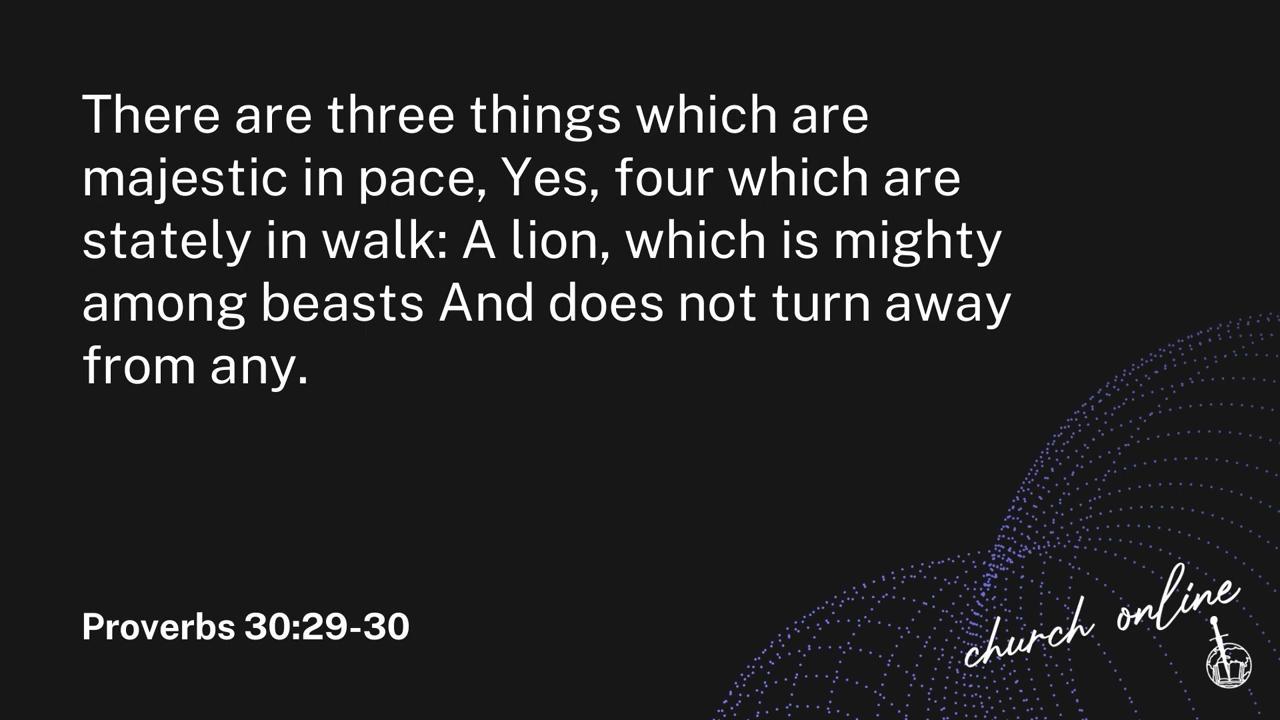 There are three things which are
majestic in pace, Yes, four which are
stately in walk: A lion, which is mighty
among beasts And does not turn away
from any.
Proverbs 30:29-30
church online